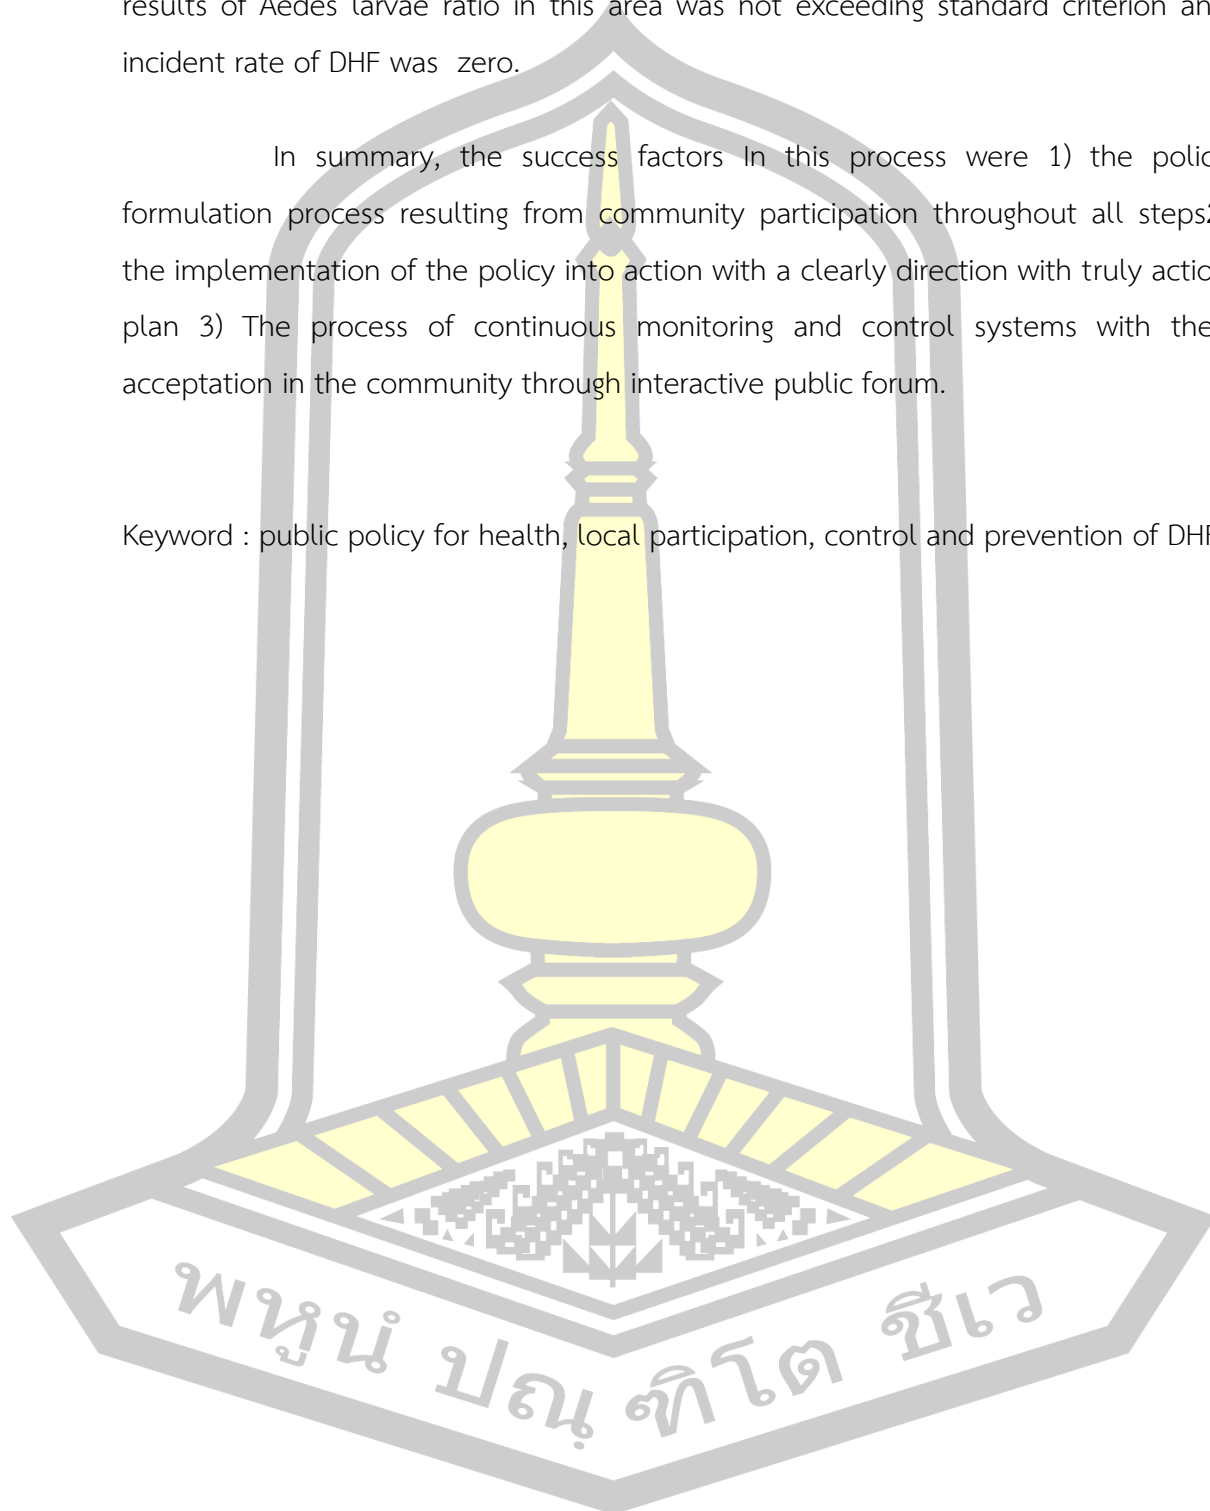 results of Aedes larvae ratio in this area was not exceeding standard criterion an
incident rate of DHF was zero.
In summary, the success factors In this process were 1) the polic
formulation process resulting from community participation throughout all steps2
the implementation of the policy into action with a clearly direction with truly actio
plan 3) The process of continuous monitoring and control systems with the
acceptation in the community through interactive public forum.
Keyword : public policy for health, local participation, control and prevention of DHF
พหูนํ ปณฺฑิโต ชีเว